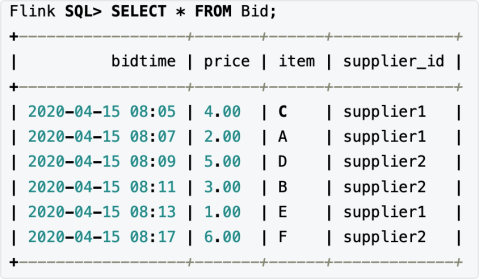 Flink SQL> SELECT * FROM Bid;
+------------------+-------+------+-------------+
|          bidtime | price | item | supplier_id |
+------------------+-------+------+-------------+
| 2020-04-15 08:05 | 4.00  | C    | supplier1   |
| 2020-04-15 08:07 | 2.00  | A    | supplier1   |
| 2020-04-15 08:09 | 5.00  | D    | supplier2   |
| 2020-04-15 08:11 | 3.00  | B    | supplier2   |
| 2020-04-15 08:13 | 1.00  | E    | supplier1   |
| 2020-04-15 08:17 | 6.00  | F    | supplier2   |
+------------------+-------+------+-------------+